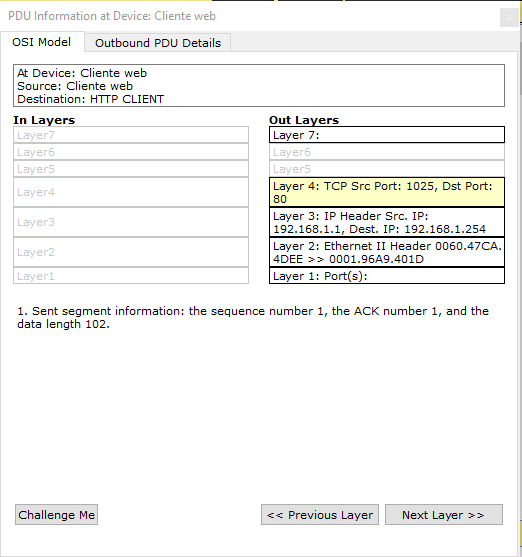 PDU Information at Device: Cliente web
x
OSI Model
Outbound PDU Details
At Device: Cliente web
Source: Cliente web
Destination: HTTP CLIENT
In Layers
Layer7
Layer6
Layer5
Layer4
Layer3
Layer2
Layer1
Out Layers
Layer 7:
Layer6
Layer5
Layer 4: TCP Src Port: 1025, Dst Port:
80
Layer 3: IP Header Src. IP:
192.168.1.1, Dest. IP: 192.168.1.254
Layer 2: Ethernet II Header 0060.47CA.
4DEE >> 0001.96A9.401D
Layer 1: Port(s):
1. Sent segment information: the sequence number 1, the ACK number 1, and the
data length 102.
Challenge Me
<< Previous Layer
Next Layer >>